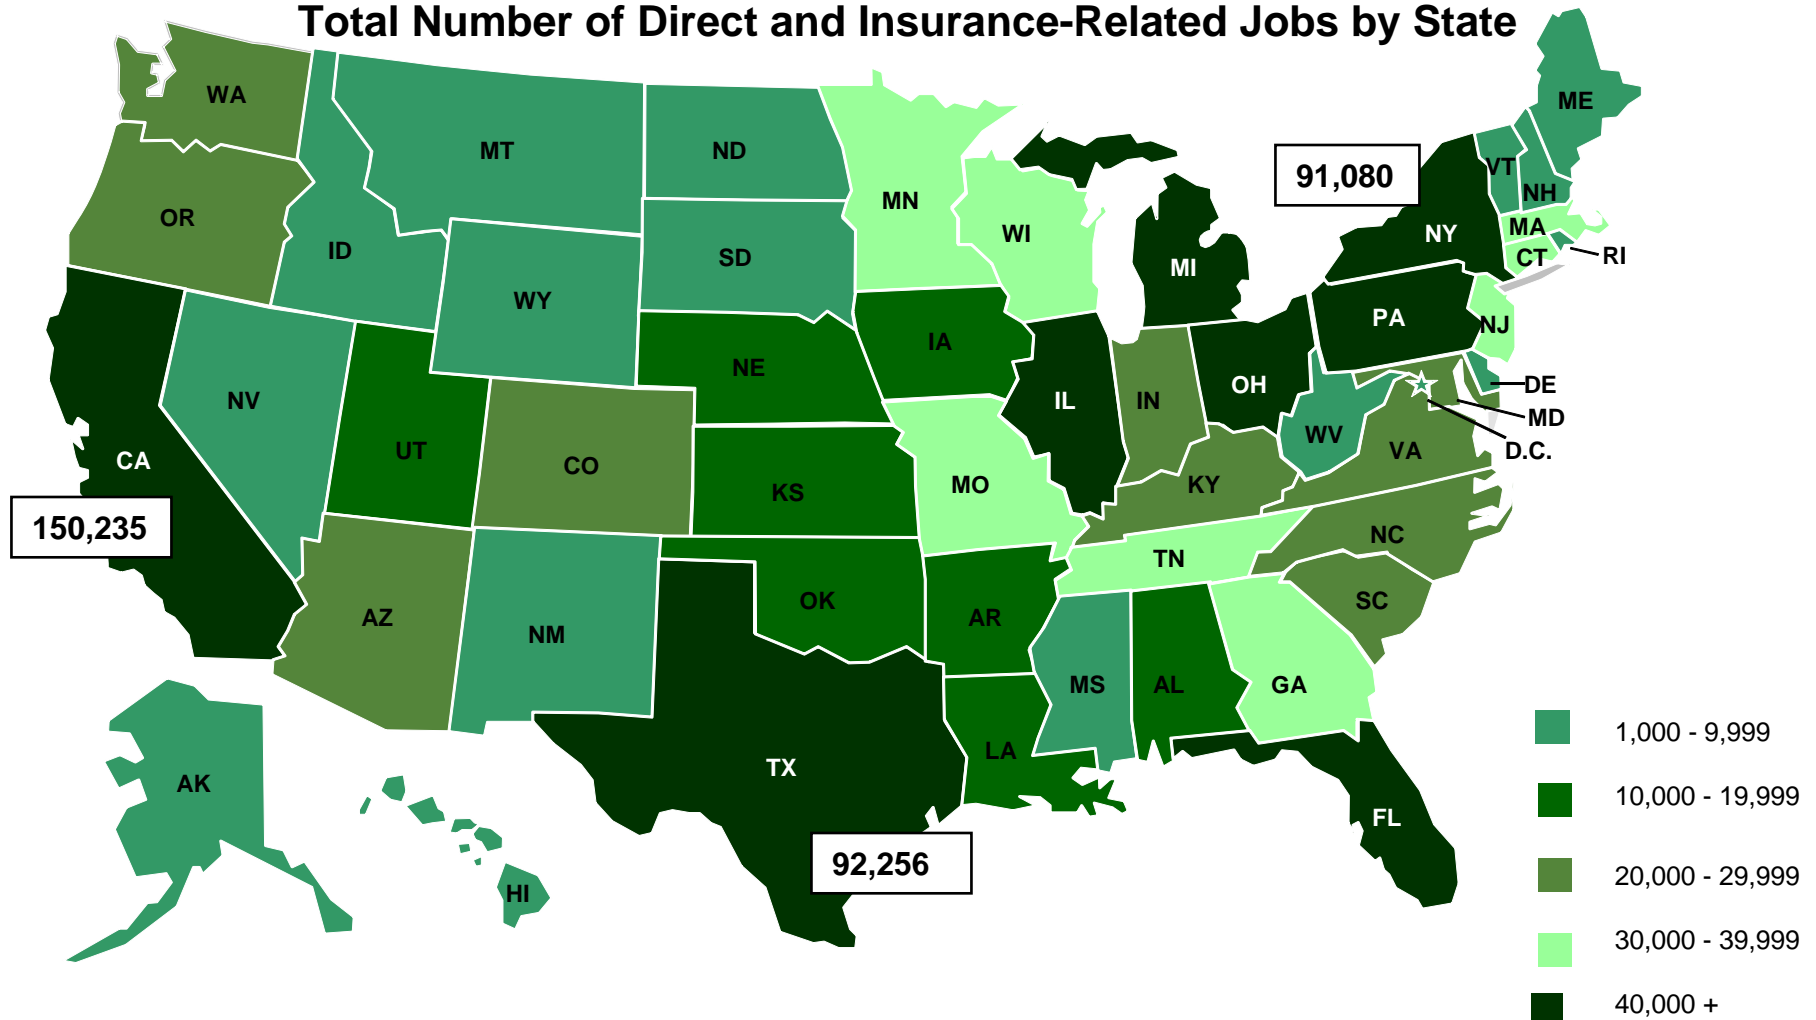 Total Number of Direct and Insurance-Related Jobs by State
WA
ME
MT
ND
91,080
VT
NH
MN
OR
MA
WI
NY
ID
SD
CT
RI
MI
WY
PA
NJ
IA
NE
OH
DE
NV
IL
IN
MD
WV
UT
VA
D.C.
CA
CO
KS
MO
KY
150,235
NC
TN
OK
SC
AZ
AR
NM
MS
AL
GA
1,000 - 9,999
LA
TX
AK
10,000 - 19,999
FL
92,256
20,000 - 29,999
HI
30,000 - 39,999
40,000 +